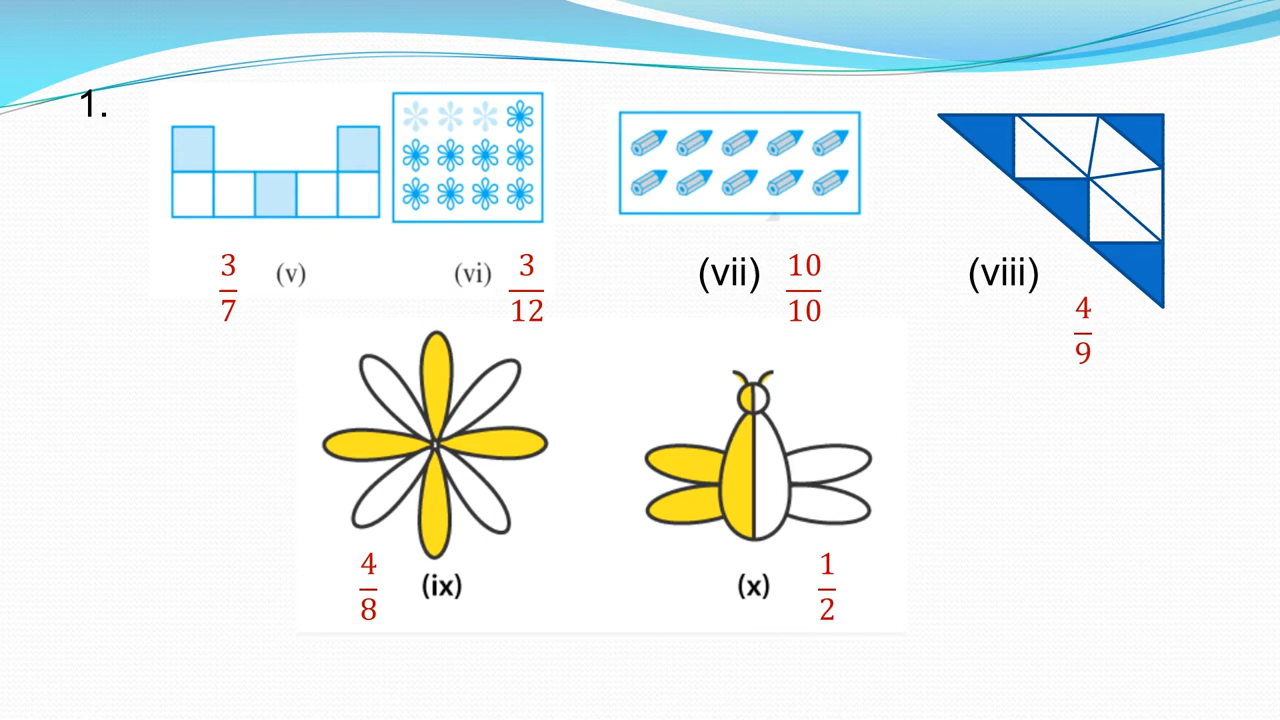 1.
3/7 (v)
(vi) 3/12
(vii) 10/10
(viii) 4/9
4/8 (ix)
(x) 1/2